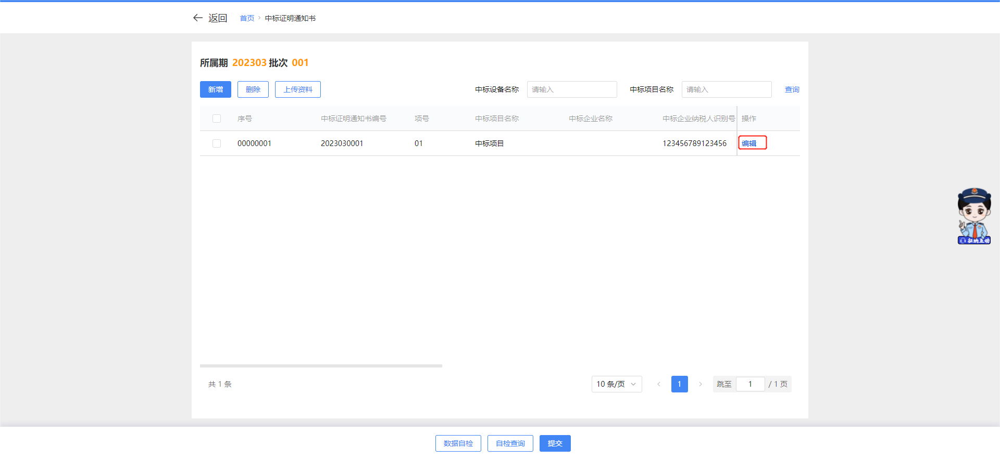 返回 首页 > 中标证明通知书
所属期 202303 批次 001
新增 删除 上传资料 中标设备名称 请输入 中标项目名称 请输入 查询
序号 中标证明通知书编号 项号 中标项目名称 中标企业名称 中标企业纳税人识别号 操作
00000001 2023030001 01 中标项目 123456789123456 编辑
征纳互动
共 1 条 10 条/页 < 1 > 跳至 1 / 1 页
数据自检 自检查询 提交